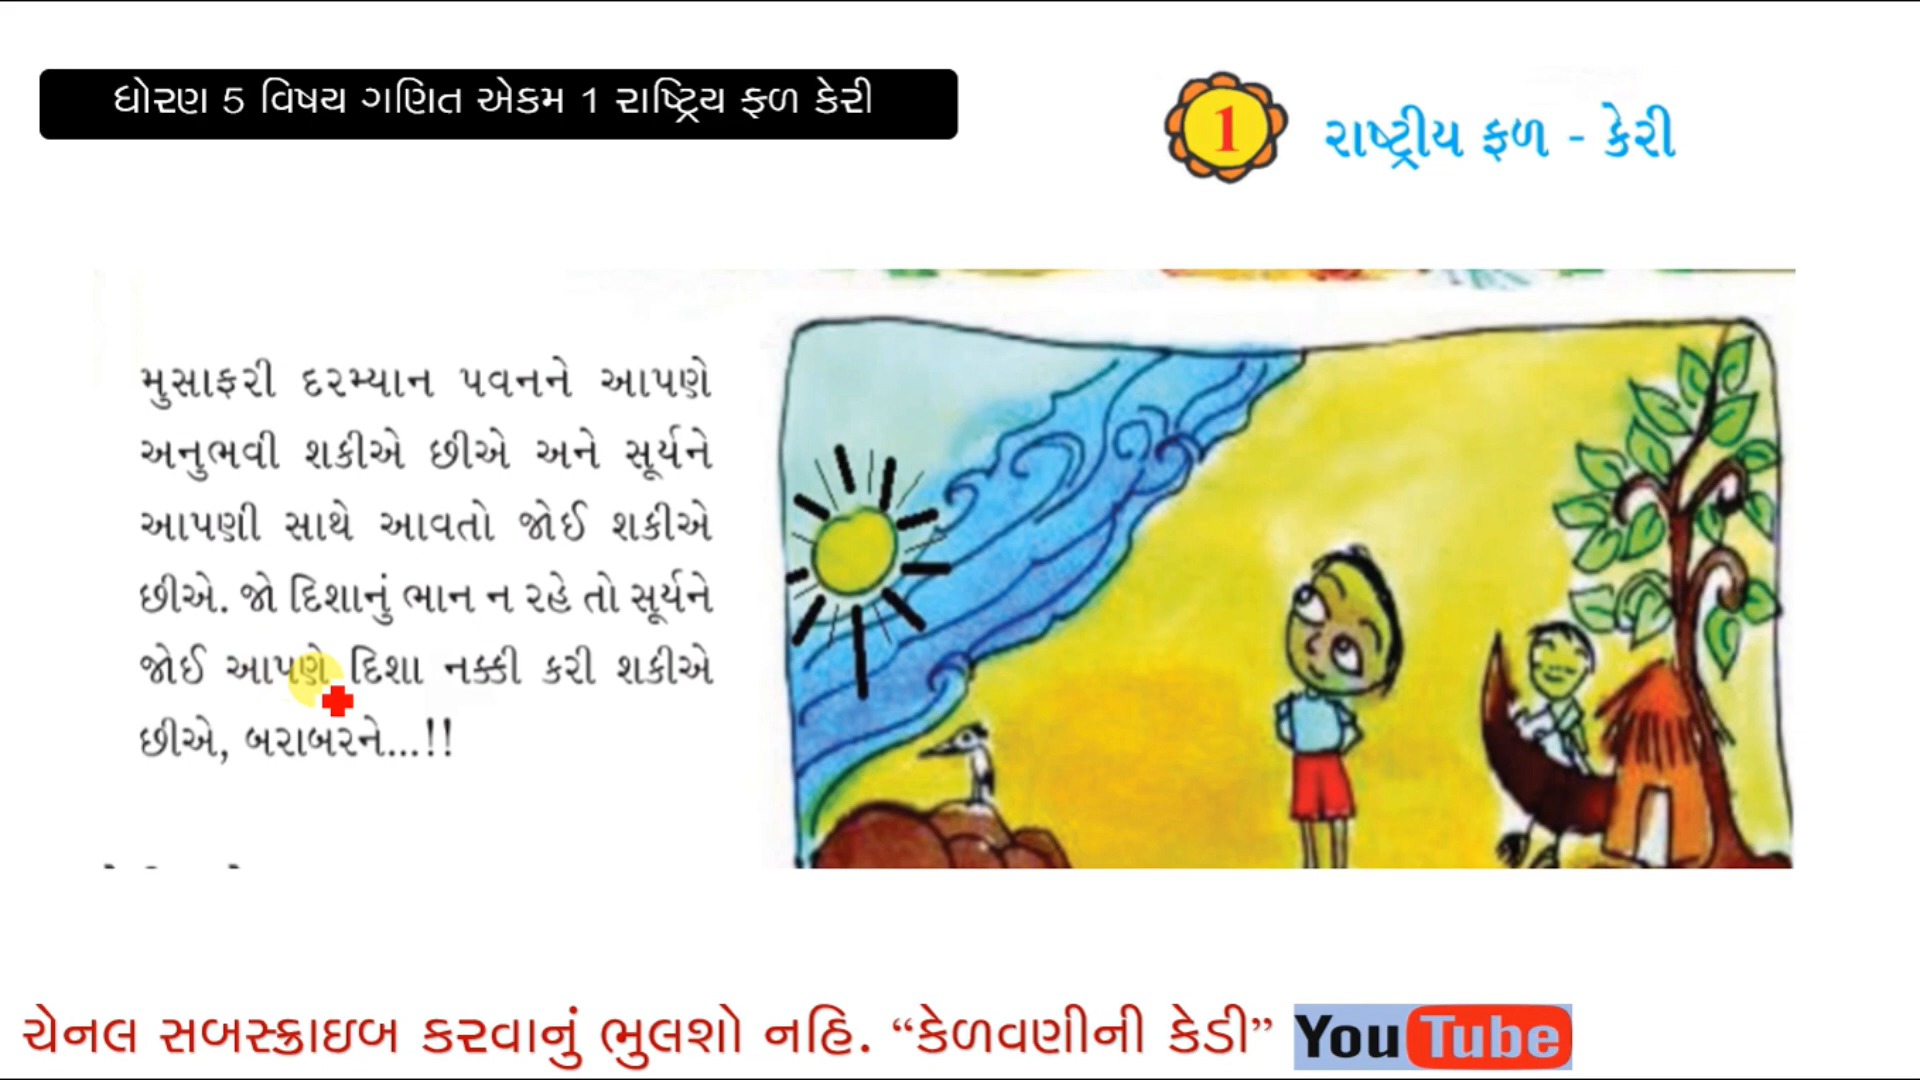 ધોરણ 5 વિષય ગણિત એકમ 1 રાષ્ટ્રિય ફળ કેરી
1 રાષ્ટ્રીય ફળ - કેરી
મુસાફરી દરમ્યાન પવનને આપણે
અનુભવી શકીએ છીએ અને સૂર્યને
આપણી સાથે આવતો જોઈ શકીએ
છીએ. જો દિશાનું ભાન ન રહે તો સૂર્યને
જોઈ આપણે દિશા નક્કી કરી શકીએ
છીએ, બરાબરને...!!
ચેનલ સબસ્ક્રાઇબ કરવાનું ભુલશો નહિ. “કેળવણીની કેડી” YouTube